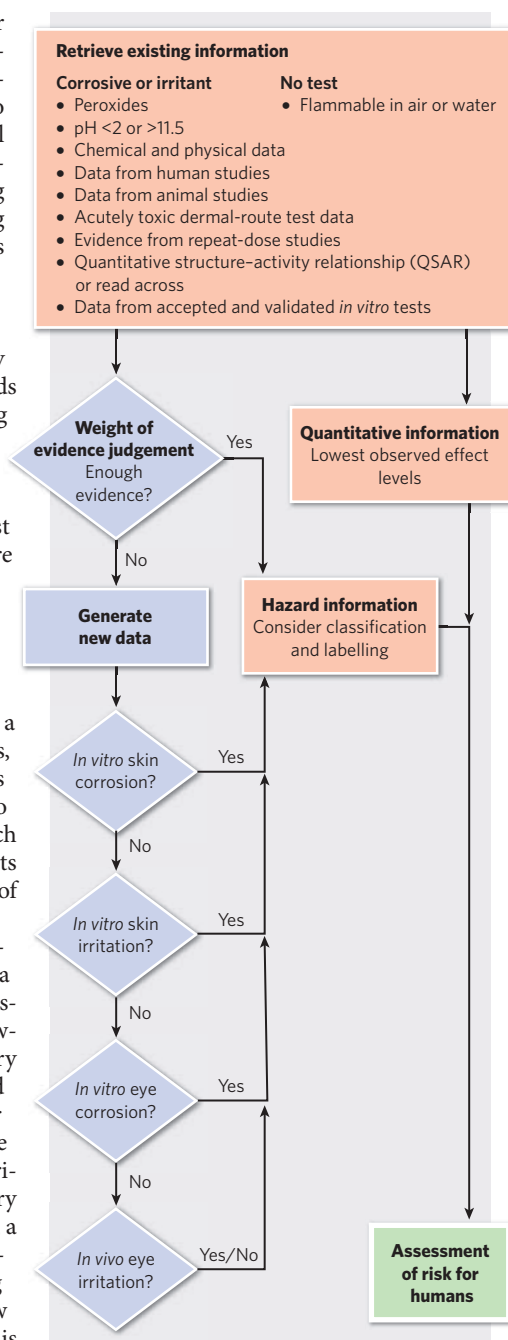 Retrieve existing information
Corrosive or irritant
• Peroxides
• pH <2 or >11.5
• Chemical and physical data
• Data from human studies
• Data from animal studies
• Acutely toxic dermal-route test data
• Evidence from repeat-dose studies
• Quantitative structure–activity relationship (QSAR)
or read across
• Data from accepted and validated in vitro tests
No test
• Flammable in air or water
Weight of
evidence judgement
Enough
evidence?
Yes
No
Quantitative information
Lowest observed effect
levels
Generate
new data
Hazard information
Consider classification
and labelling
In vitro skin
corrosion?
Yes
No
In vitro skin
irritation?
Yes
No
In vitro eye
corrosion?
Yes
No
In vivo eye
irritation?
Yes/No
Assessment
of risk for
humans